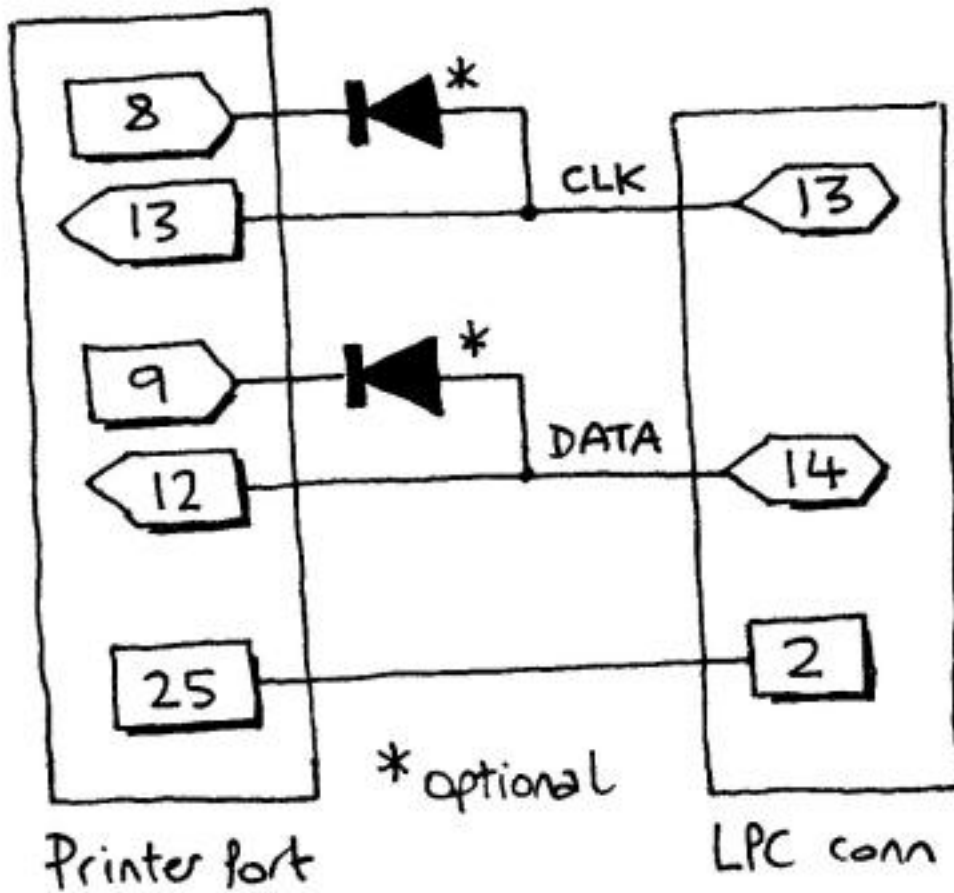 8
*
CLK
13
13
9
*
DATA
12
14
25
2
* optional
Printer Port
LPC conn